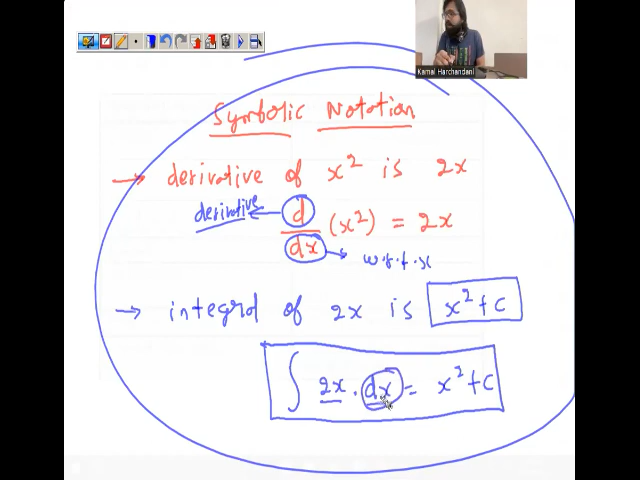 Kamal Harchandani
Symbolic Notation
→ derivative of x² is 2x
derivative ← d/dx (x²) = 2x
→ w.r.t.x
→ integral of 2x is x²+c
∫ 2x · dx = x²+c